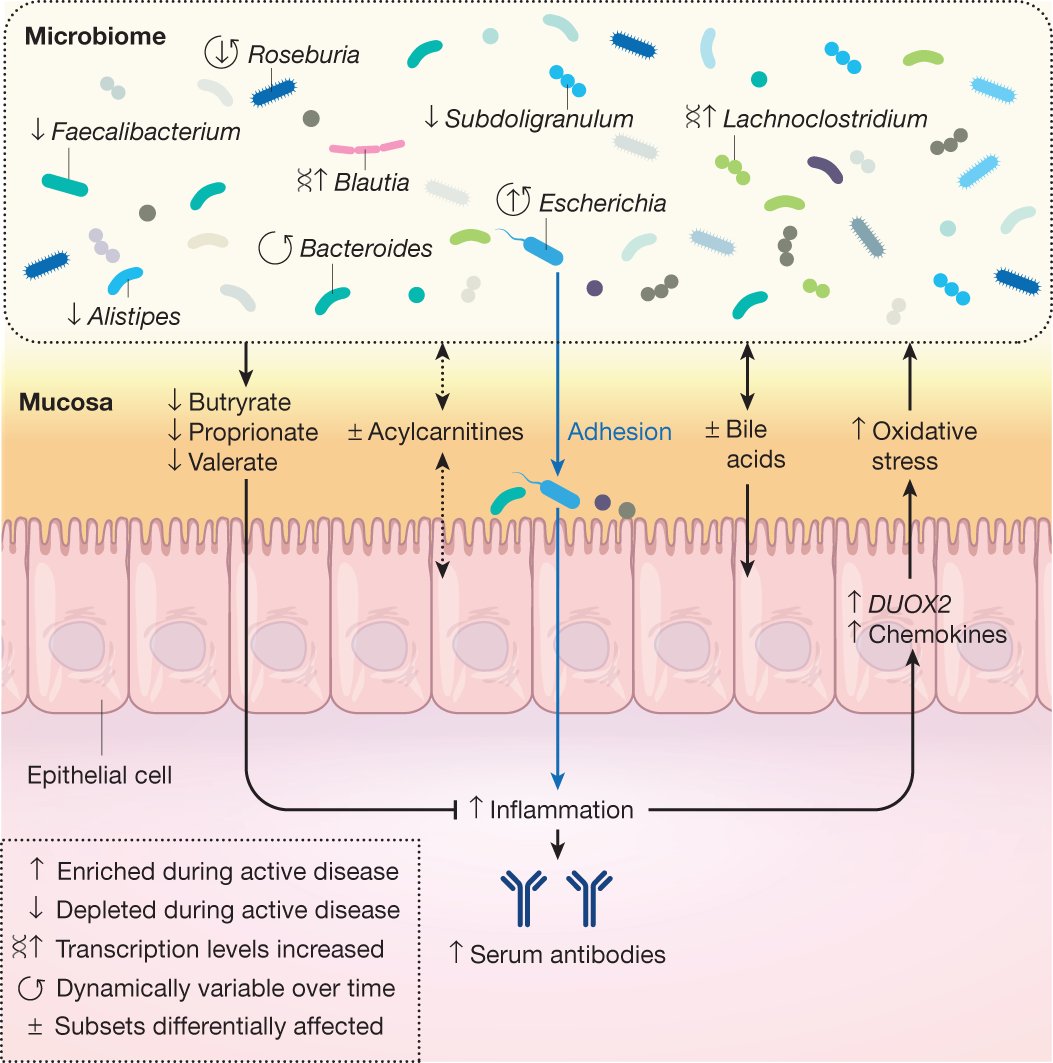 Microbiome
↓ Roseburia
↓ Faecalibacterium
↓ Subdoligranulum
↑ Lachnoclostridium
↑ Blautia
↑ Escherichia
Bacteroides
↓ Alistipes
Mucosa
↓ Butryrate
↓ Proprionate
↓ Valerate
± Acylcarnitines
Adhesion
± Bile
acids
↑ Oxidative
stress
↑ DUOX2
↑ Chemokines
Epithelial cell
↑ Inflammation
↑ Serum antibodies
↑ Enriched during active disease
↓ Depleted during active disease
↑ Transcription levels increased
Dynamically variable over time
± Subsets differentially affected